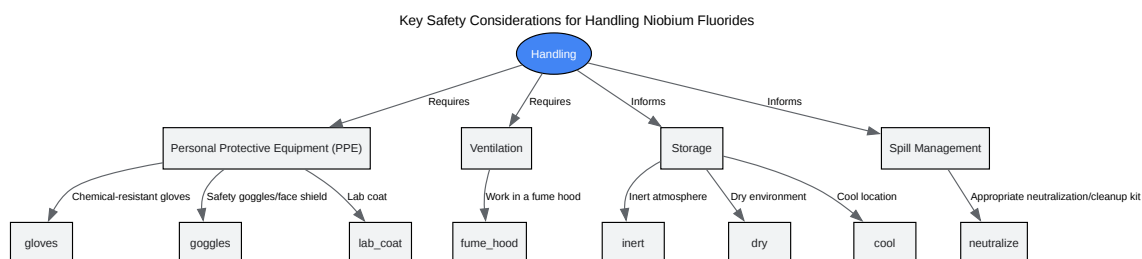 Key Safety Considerations for Handling Niobium Fluorides
Handling
Requires
Requires
Informs
Informs
Personal Protective Equipment (PPE)
Ventilation
Storage
Spill Management
Chemical-resistant gloves
Safety goggles/face shield
Lab coat
Work in a fume hood
Inert atmosphere
Dry environment
Cool location
Appropriate neutralization/cleanup kit
gloves
goggles
lab_coat
fume_hood
inert
dry
cool
neutralize